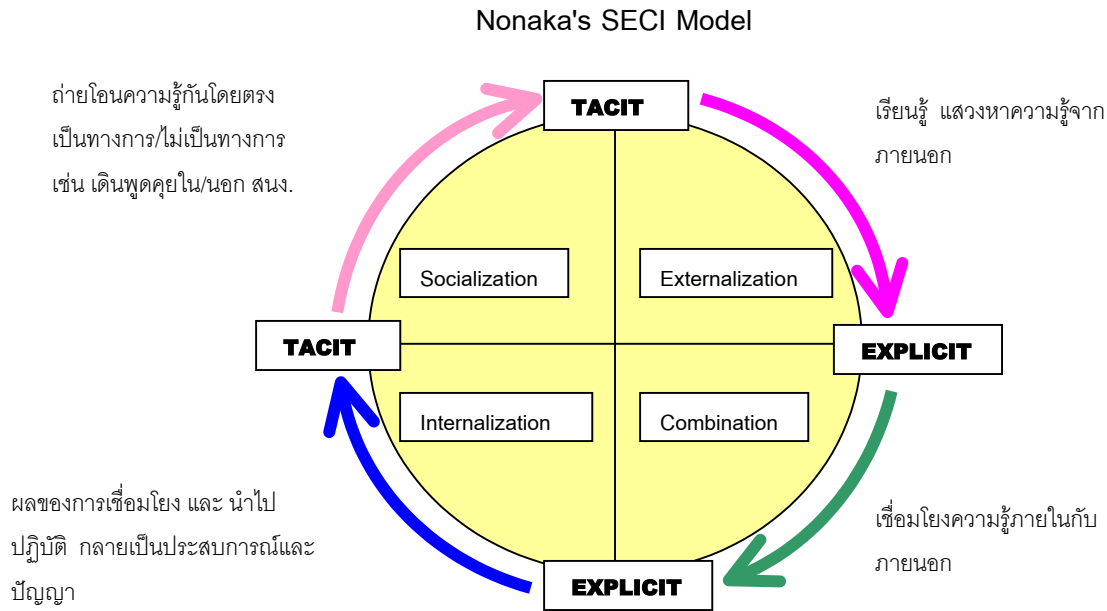 Nonaka's SECI Model
ถ่ายโอนความรู้กันโดยตรง
เป็นทางการ/ไม่เป็นทางการ
เช่น เดินพูดคุยใน/นอก สนง.
TACIT
เรียนรู้ แสวงหาความรู้จาก
ภายนอก
Socialization
Externalization
TACIT
EXPLICIT
Internalization
Combination
ผลของการเชื่อมโยง และ นำไป
ปฏิบัติ กลายเป็นประสบการณ์และ
ปัญญา
เชื่อมโยงความรู้ภายในกับ
ภายนอก
EXPLICIT